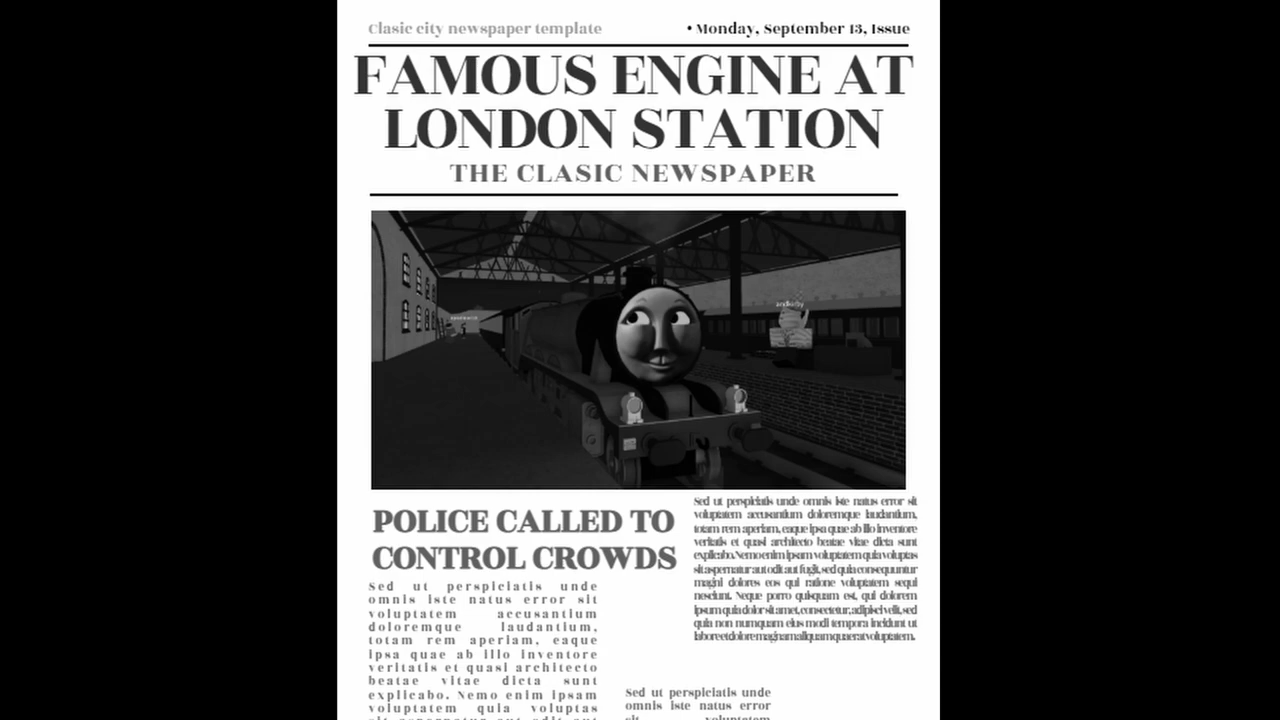 Clasic city newspaper template
• Monday, September 13, Issue
FAMOUS ENGINE AT
LONDON STATION
THE CLASIC NEWSPAPER
POLICE CALLED TO
CONTROL CROWDS
Sed ut perspiciatis unde
omnis iste natus error sit
voluptatem accusantium
doloremque laudantium,
totam rem aperiam, eaque
ipsa quae ab illo inventore
veritatis et quasi architecto
beatae vitae dicta sunt
explicabo. Nemo enim ipsam
voluptatem quia voluptas
Sed ut perspiciatis unde omnis iste natus error sit
voluptatem accusantium doloremque laudantium,
totam rem aperiam, eaque ipsa quae ab illo inventore
veritatis et quasi architecto beatae vitae dicta sunt
explicabo. Nemo enim ipsam voluptatem quia voluptas
sit aspernatur aut odit aut fugit, sed quia consequuntur
magni dolores eos qui ratione voluptatem sequi
nesciunt. Neque porro quisquam est, qui dolorem
ipsum quia dolor sit amet, consectetur, adipisci velit, sed
quia non numquam eius modi tempora incidunt ut
labore et dolore magnam aliquam quaerat voluptatem.
Sed ut perspiciatis unde
omnis iste natus error